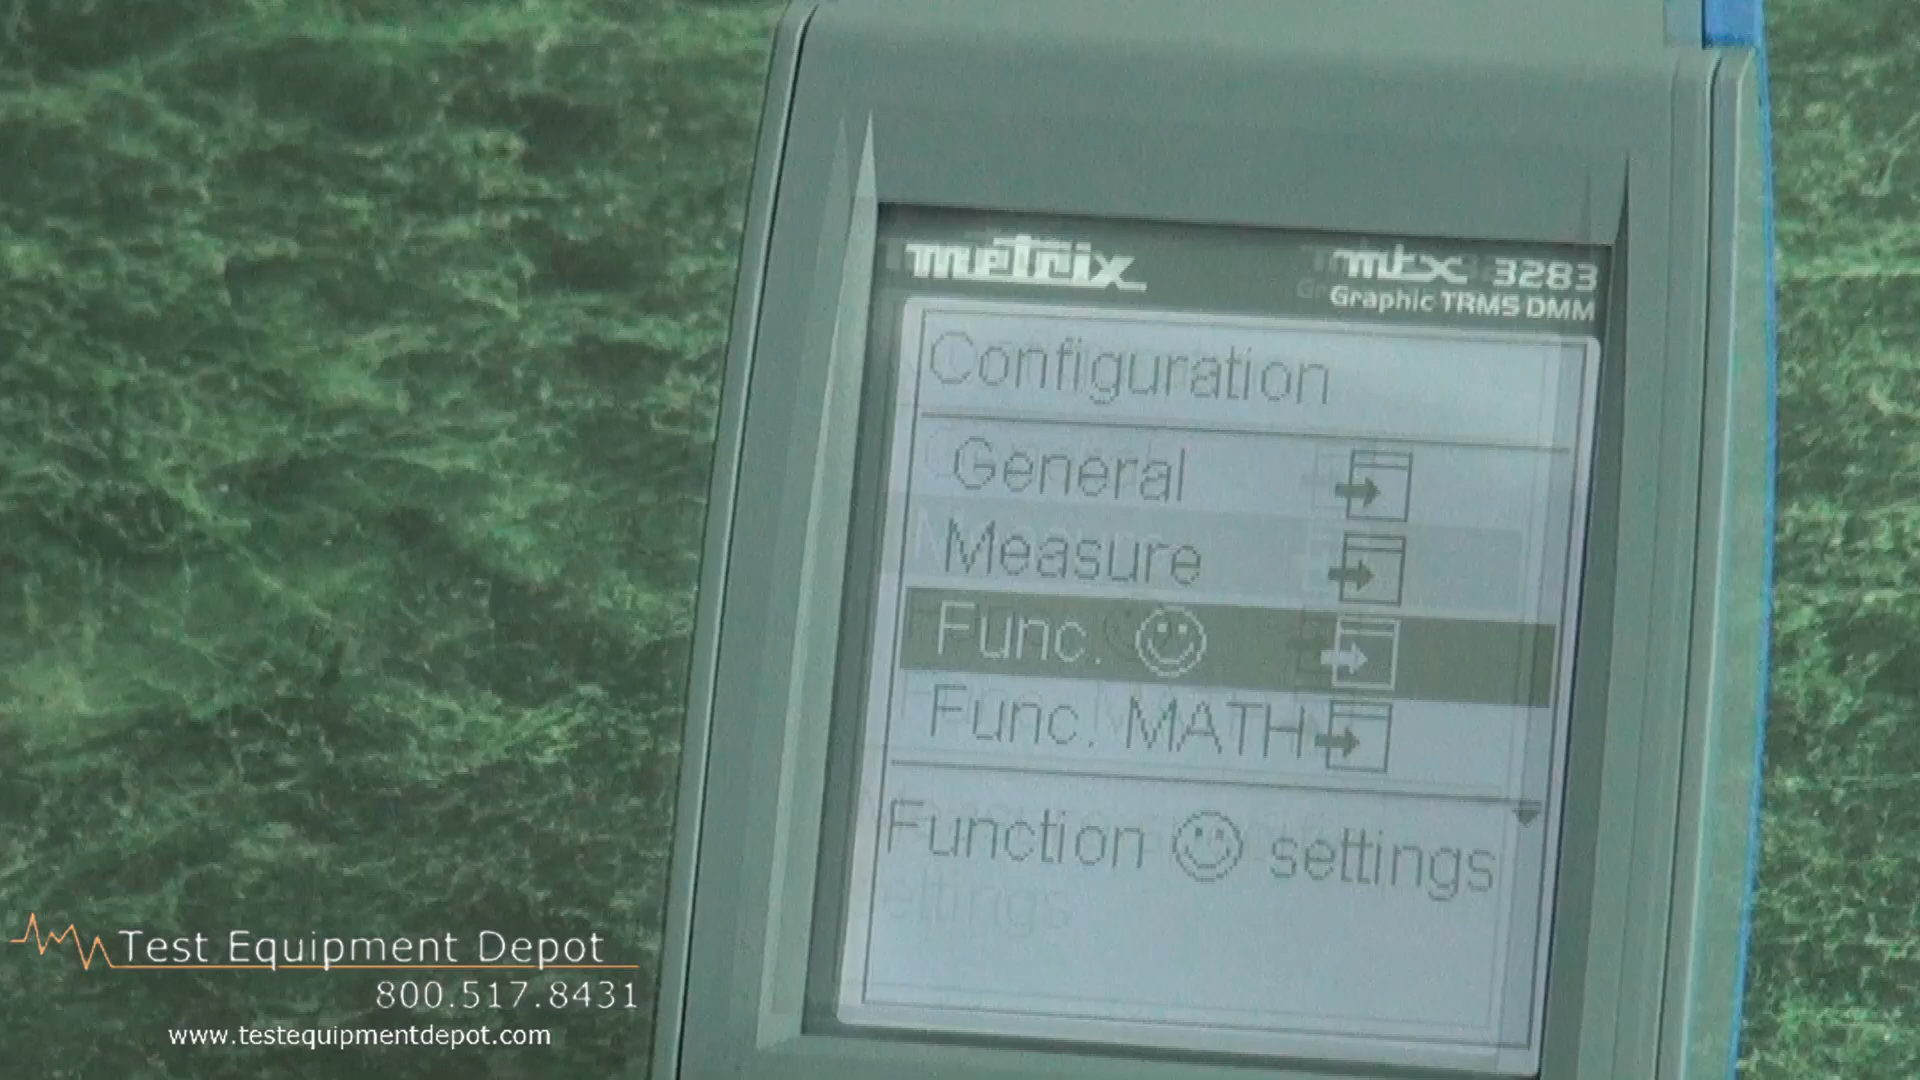 metrix
mtx 3283
Graphic TRMS DMM
Configuration
General
Measure
Func. ☺
Func. MATH
Function ☺ settings
ettings
Test Equipment Depot
800.517.8431
www.testequipmentdepot.com